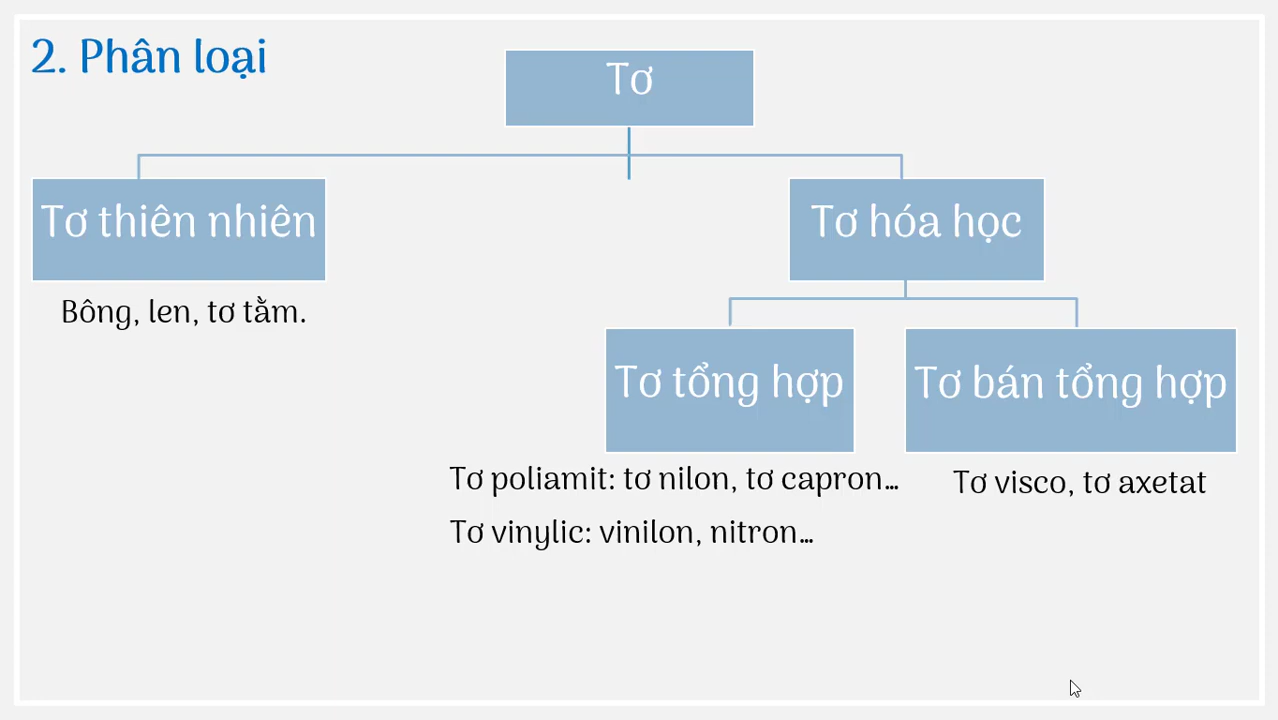 2. Phân loại
Tơ
Tơ thiên nhiên
Tơ hóa học
Bông, len, tơ tằm.
Tơ tổng hợp
Tơ bán tổng hợp
Tơ poliamit: tơ nilon, tơ capron...
Tơ visco, tơ axetat
Tơ vinylic: vinilon, nitron...